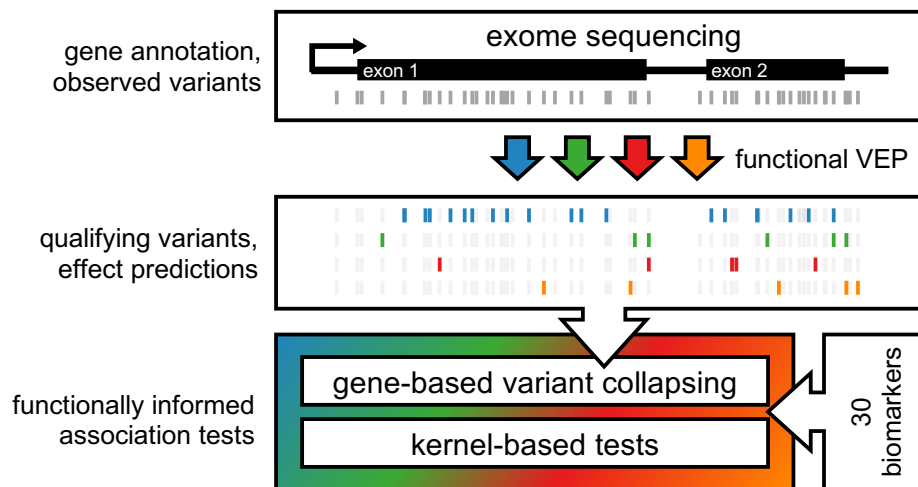 gene annotation,
observed variants
exome sequencing
exon 1
exon 2
functional VEP
qualifying variants,
effect predictions
functionally informed
association tests
gene-based variant collapsing
kernel-based tests
30
biomarkers